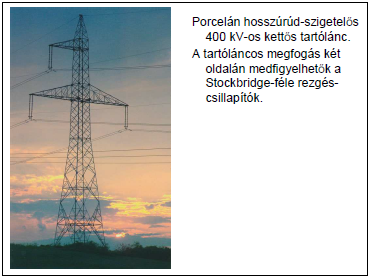 Porcelán hosszúrúd-szigetelős
400 kV-os kettős tartólánc.
A tartóláncos megfogás két
oldalán medfigyelhetők a
Stockbridge-féle rezgés-
csillapítók.